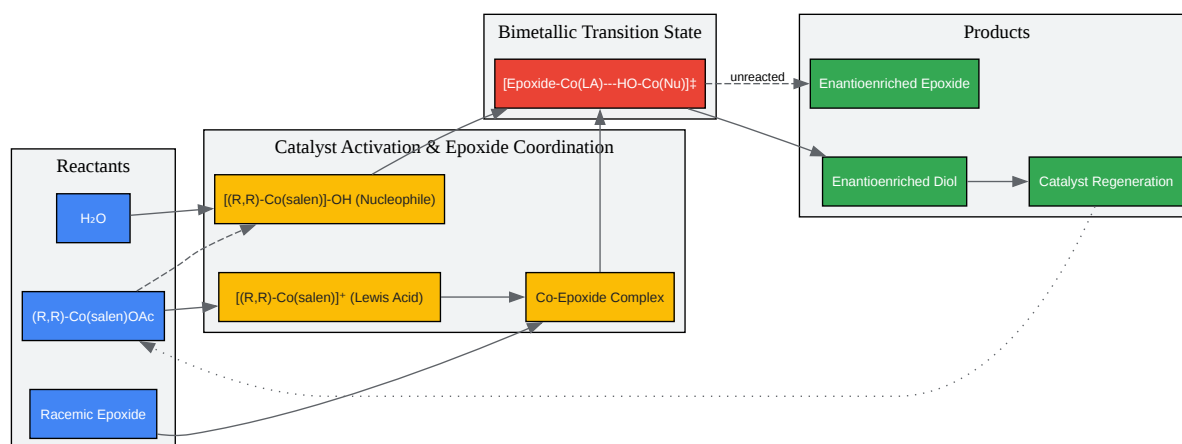 Bimetallic Transition State
[Epoxide-Co(LA)---HO-Co(Nu)]‡
unreacted
Products
Enantioenriched Epoxide
Enantioenriched Diol
Catalyst Regeneration
Catalyst Activation & Epoxide Coordination
[(R,R)-Co(salen)]-OH (Nucleophile)
[(R,R)-Co(salen)]⁺ (Lewis Acid)
Co-Epoxide Complex
Reactants
H₂O
(R,R)-Co(salen)OAc
Racemic Epoxide